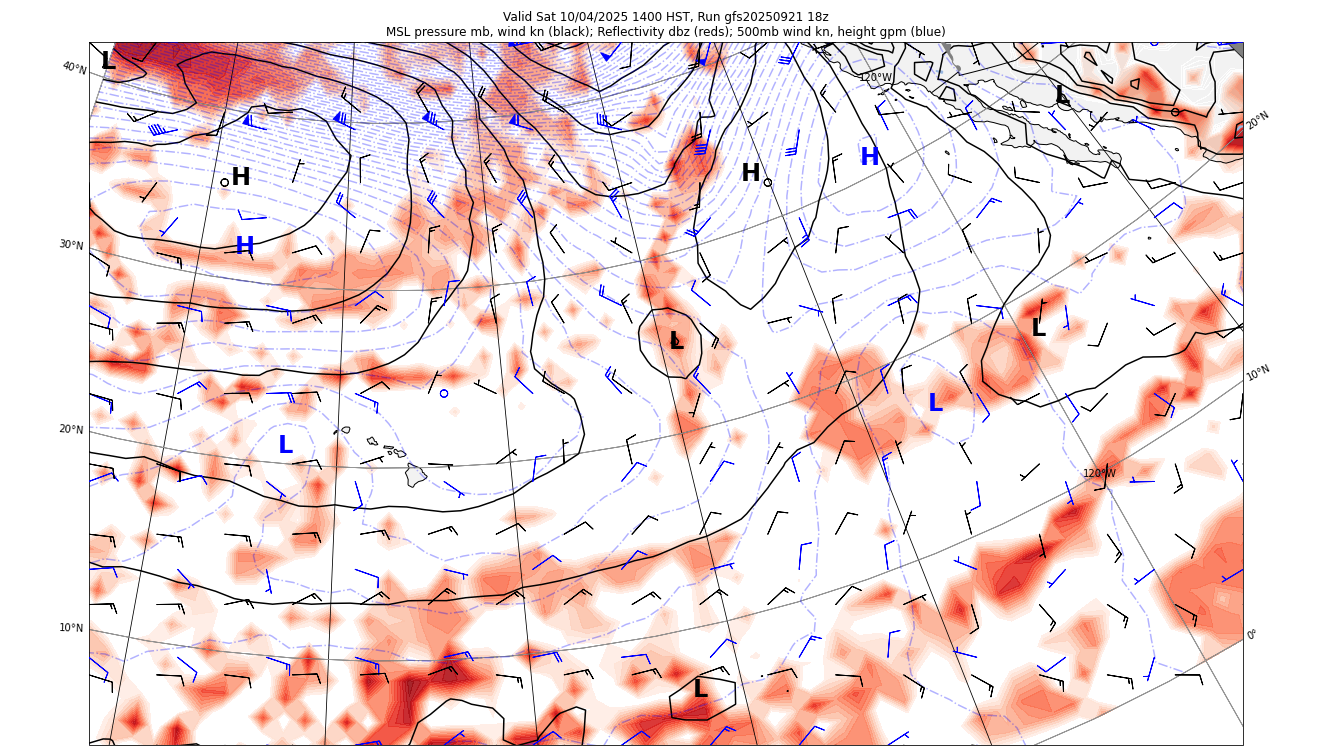 Valid Sat 10/04/2025 1400 HST, Run gfs20250921 18z
MSL pressure mb, wind kn (black); Reflectivity dbz (reds); 500mb wind kn, height gpm (blue)
L
40°N
120°W
L
20°N
H
H
H
30°N
H
L
L
10°N
L
20°N
L
120°W
10°N
0°
L